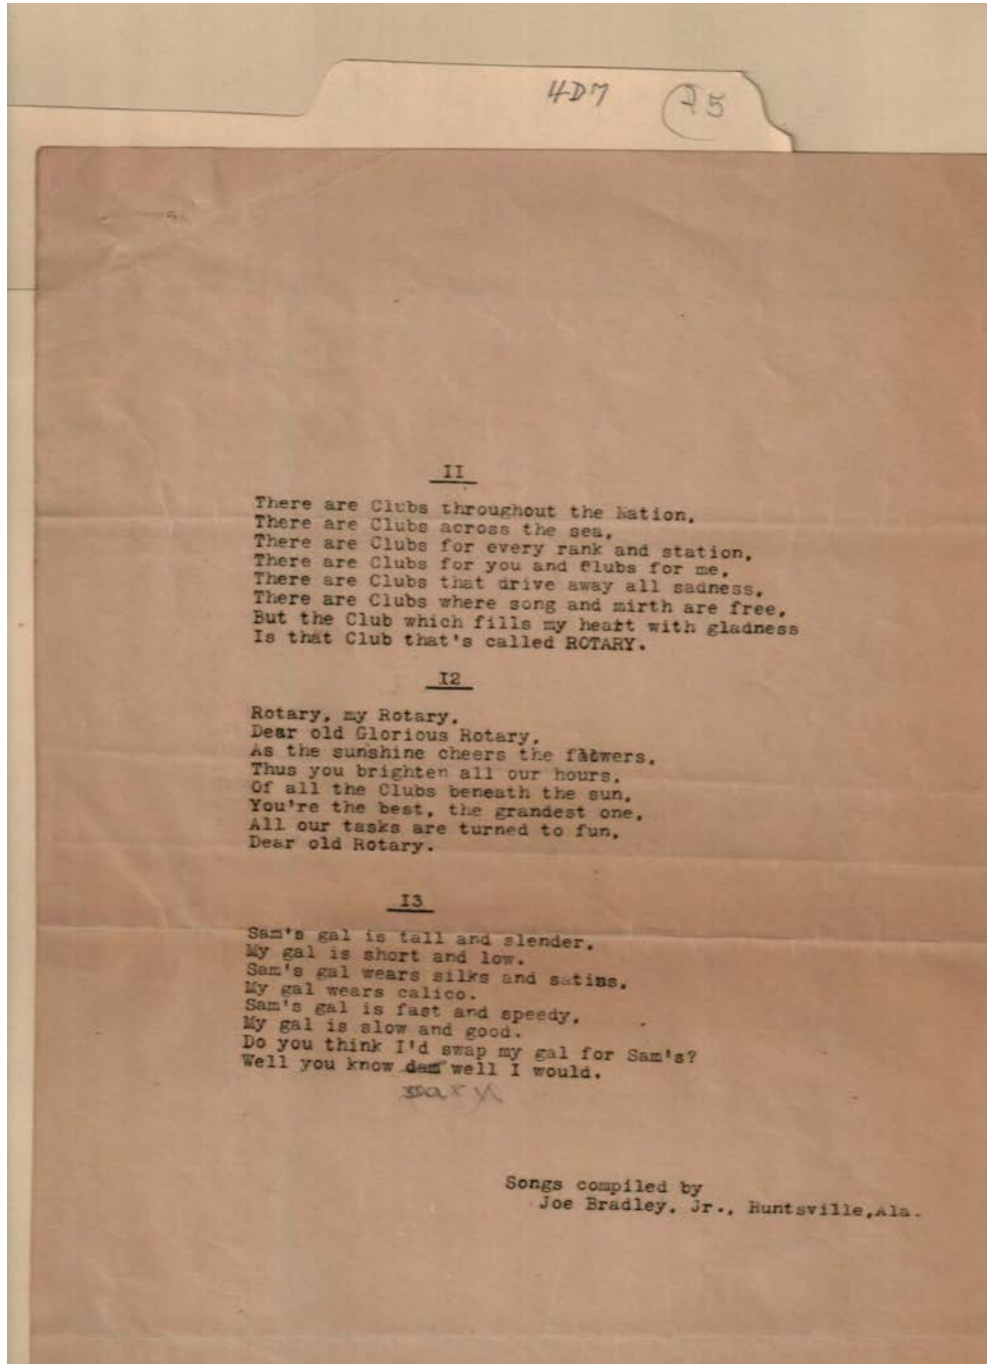 4D7 
II
There are Clubs throughout the Nation,
There are Clubs across the sea,
There are Clubs for every rank and station,
There are Clubs for you and Clubs for me,
There are Clubs that drive away all sadness,
There are Clubs where song and mirth are free,
But the Club which fills my heart with gladness
Is that Club that's called ROTARY.
I2
Rotary, my Rotary,
Dear old Glorious Rotary,
As the sunshine cheers the flowers,
Thus you brighten all our hours,
Of all the Clubs beneath the sun,
You're the best, the grandest one,
All our tasks are turned to fun,
Dear old Rotary.
I3
Sam's gal is tall and slender,
My gal is short and low.
Sam's gal wears silks and satins,
My gal wears calico.
Sam's gal is fast and speedy,
My gal is slow and good.
Do you think I'd swap my gal for Sam's?
Well you know dam well I would.
Songs compiled by
Joe Bradley, Jr., Huntsville,Ala.